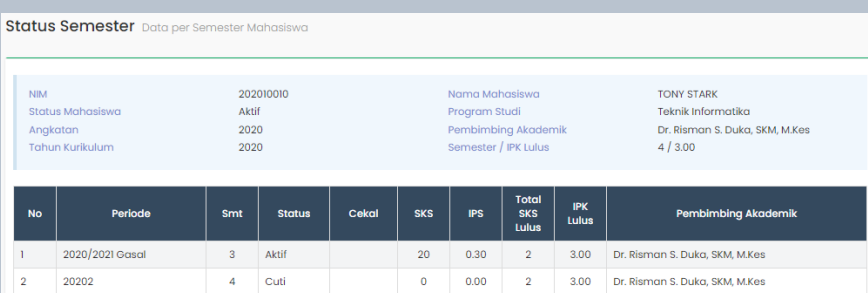 Status Semester Data per Semester Mahasiswa
NIM 202010010 Nama Mahasiswa TONY STARK
Status Mahasiswa Aktif Program Studi Teknik Informatika
Angkatan 2020 Pembimbing Akademik Dr. Risman S. Duka, SKM, M.Kes
Tahun Kurikulum 2020 Semester / IPK Lulus 4 / 3.00
No Periode Smt Status Cekal SKS IPS Total SKS Lulus IPK Lulus Pembimbing Akademik
1 2020/2021 Gasal 3 Aktif 20 0.30 2 3.00 Dr. Risman S. Duka, SKM, M.Kes
2 20202 4 Cuti 0 0.00 2 3.00 Dr. Risman S. Duka, SKM, M.Kes